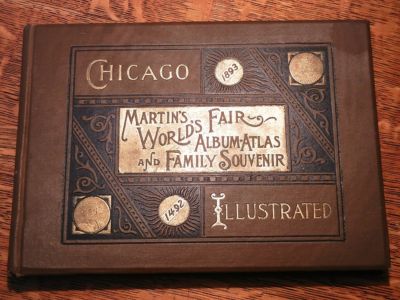 CHICAGO
1893
MARTIN'S
WORLD'S FAIR
ALBUM-ATLAS
AND FAMILY SOUVENIR
1492
ILLUSTRATED